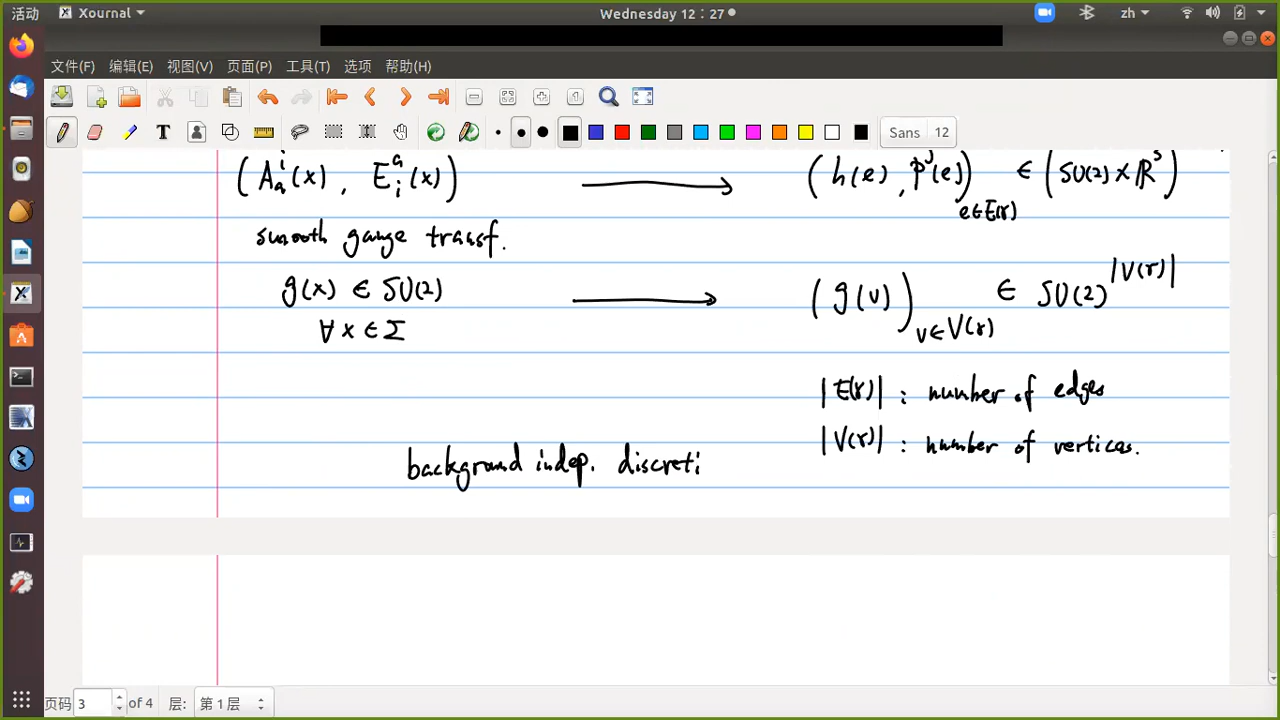 活动 Xournal Wednesday 12：27 zh
文件(F) 编辑(E) 视图(V) 页面(P) 工具(T) 选项 帮助(H)
Sans 12
(A_a^i(x), E_i^a(x)) ⟶ (h(e), p^j(e))_{e∈E(γ)} ∈ (SU(2) × ℝ^3)
smooth gauge transf.
g(x) ∈ SU(2) ⟶ (g(v))_{v∈V(γ)} ∈ SU(2)^{|V(γ)|}
∀ x ∈ Σ
|E(γ)| : number of edges
|V(γ)| : number of vertices.
background indep. discreti
页码 3 of 4 层: 第 1 层